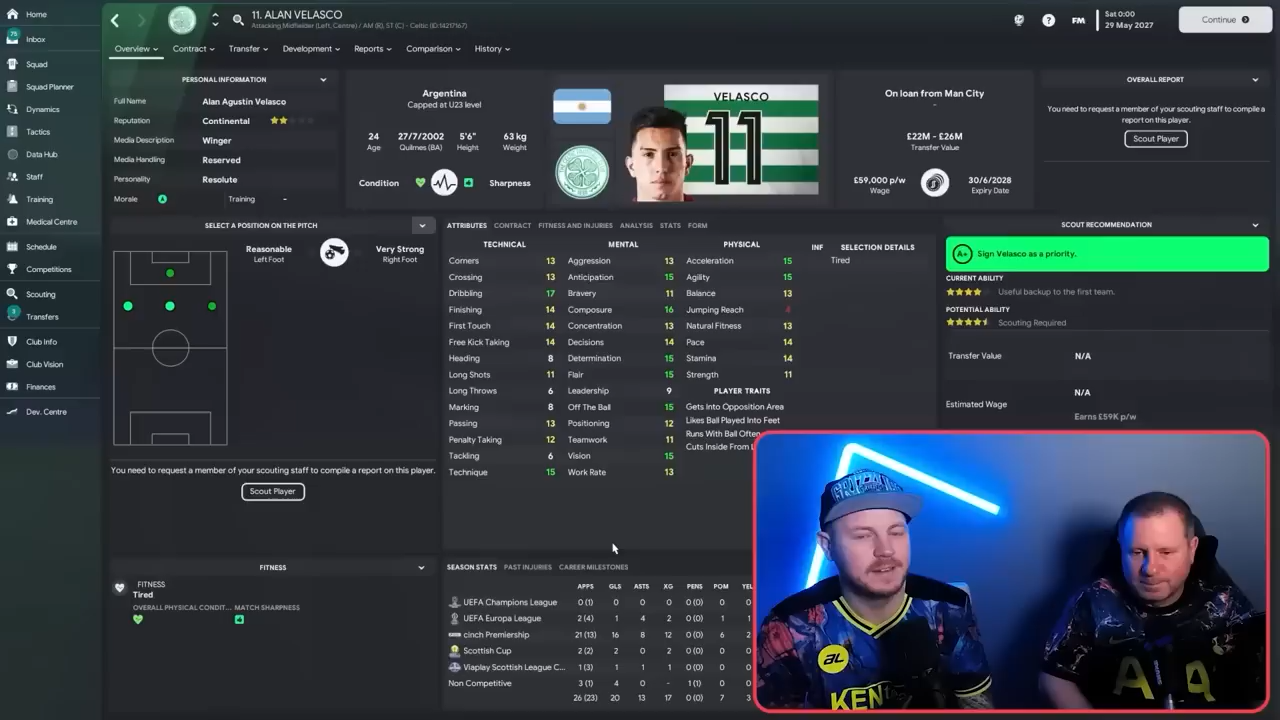 Home
Inbox
Squad
Squad Planner
Dynamics
Tactics
Data Hub
Staff
Training
Medical Centre
Schedule
Competitions
Scouting
Transfers
Club Info
Club Vision
Finances
Dev. Centre
11. ALAN VELASCO
Attacking Midfielder (Left, Centre) / AM (R), ST (C) - Celtic (ID:14217167)
FM
Sat 0:00
29 May 2027
Continue
Overview Contract Transfer Development Reports Comparison History
PERSONAL INFORMATION
Full Name Alan Agustín Velasco
Reputation Continental
Media Description Winger
Media Handling Reserved
Personality Resolute
Morale A Training -
Argentina
Capped at U23 level
24 27/7/2002 5'6" 63 kg
Age Quilmes (BA) Height Weight
Condition Sharpness
VELASCO
11
On loan from Man City
-
£22M - £26M
Transfer Value
£59,000 p/w 30/6/2028
Wage Expiry Date
OVERALL REPORT
You need to request a member of your scouting staff to compile a
report on this player.
Scout Player
SELECT A POSITION ON THE PITCH
Reasonable Very Strong
Left Foot Right Foot
You need to request a member of your scouting staff to compile a report on this player.
Scout Player
FITNESS
FITNESS
Tired
OVERALL PHYSICAL CONDIT... MATCH SHARPNESS
ATTRIBUTES CONTRACT FITNESS AND INJURIES ANALYSIS STATS FORM
TECHNICAL MENTAL PHYSICAL INF SELECTION DETAILS
Corners 13 Aggression 13 Acceleration 15 Tired
Crossing 13 Anticipation 15 Agility 15
Dribbling 17 Bravery 11 Balance 13
Finishing 14 Composure 16 Jumping Reach 4
First Touch 14 Concentration 13 Natural Fitness 13
Free Kick Taking 14 Decisions 14 Pace 14
Heading 8 Determination 15 Stamina 14
Long Shots 11 Flair 15 Strength 11
Long Throws 6 Leadership 9 PLAYER TRAITS
Marking 8 Off The Ball 15 Gets Into Opposition Area
Passing 13 Positioning 12 Likes Ball Played Into Feet
Penalty Taking 12 Teamwork 11 Runs With Ball Often
Tackling 6 Vision 15 Cuts Inside From
Technique 15 Work Rate 13
SCOUT RECOMMENDATION
A+ Sign Velasco as a priority.
CURRENT ABILITY
Useful backup to the first team.
POTENTIAL ABILITY
Scouting Required
Transfer Value N/A
N/A
Estimated Wage
Earns £59K p/w
SEASON STATS PAST INJURIES CAREER MILESTONES
APPS GLS ASTS XG PENS POM YEL
UEFA Champions League 0 (1) 0 0 0 0 (0) 0 0
UEFA Europa League 2 (4) 1 4 2 0 (0) 1 1
cinch Premiership 21 (13) 16 8 12 0 (0) 6 2
Scottish Cup 2 (2) 2 0 2 0 (0) 0 0
Viaplay Scottish League C... 1 (3) 1 1 1 0 (0) 0 0
Non Competitive 3 (1) 4 0 - 1 (1) 0 0
26 (23) 20 13 17 0 (0) 7 3